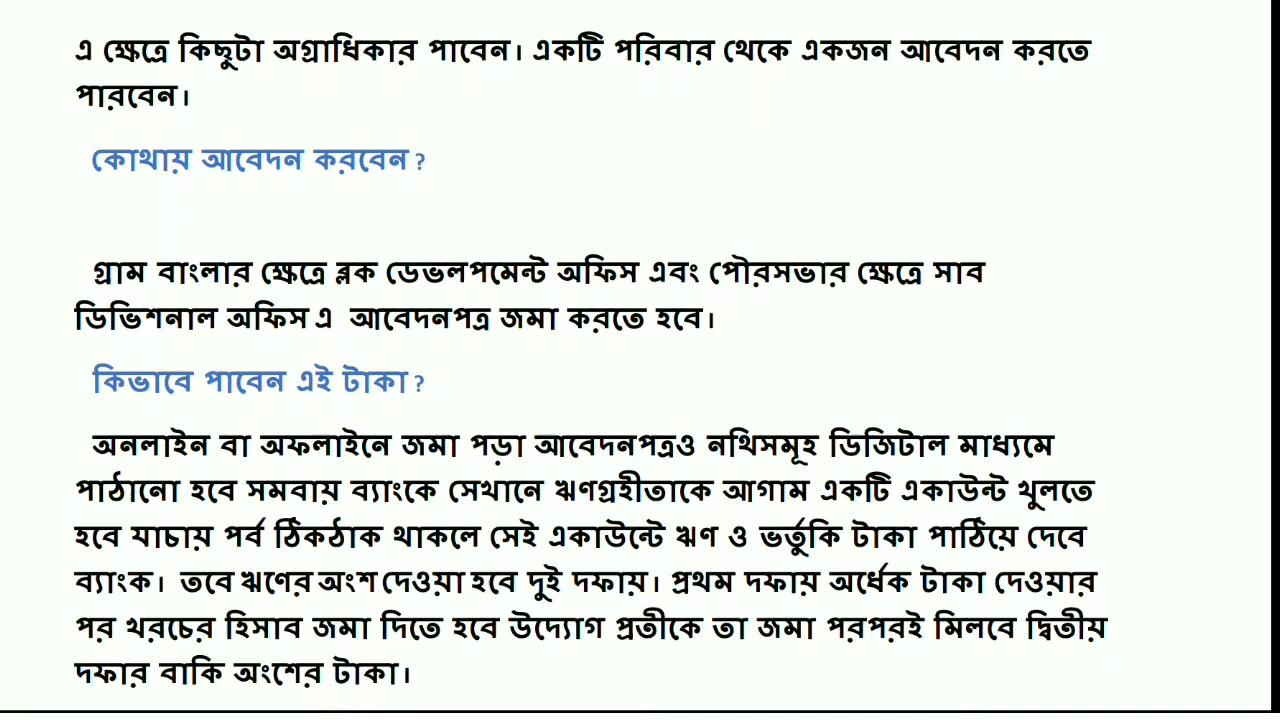 এ ক্ষেত্রে কিছুটা অগ্রাধিকার পাবেন। একটি পরিবার থেকে একজন আবেদন করতে
পারবেন।
কোথায় আবেদন করবেন ?
গ্রাম বাংলার ক্ষেত্রে ব্লক ডেভলপমেন্ট অফিস এবং পৌরসভার ক্ষেত্রে সাব
ডিভিশনাল অফিস এ আবেদনপত্র জমা করতে হবে।
কিভাবে পাবেন এই টাকা ?
অনলাইন বা অফলাইনে জমা পড়া আবেদনপত্রও নথিসমূহ ডিজিটাল মাধ্যমে
পাঠানো হবে সমবায় ব্যাংকে সেখানে ঋণগ্রহীতাকে আগাম একটি একাউন্ট খুলতে
হবে যাচায় পর্ব ঠিকঠাক থাকলে সেই একাউন্টে ঋণ ও ভর্তুকি টাকা পাঠিয়ে দেবে
ব্যাংক। তবে ঋণের অংশ দেওয়া হবে দুই দফায়। প্রথম দফায় অর্ধেক টাকা দেওয়ার
পর খরচের হিসাব জমা দিতে হবে উদ্যোগ প্রতীকে তা জমা পরপরই মিলবে দ্বিতীয়
দফার বাকি অংশের টাকা।